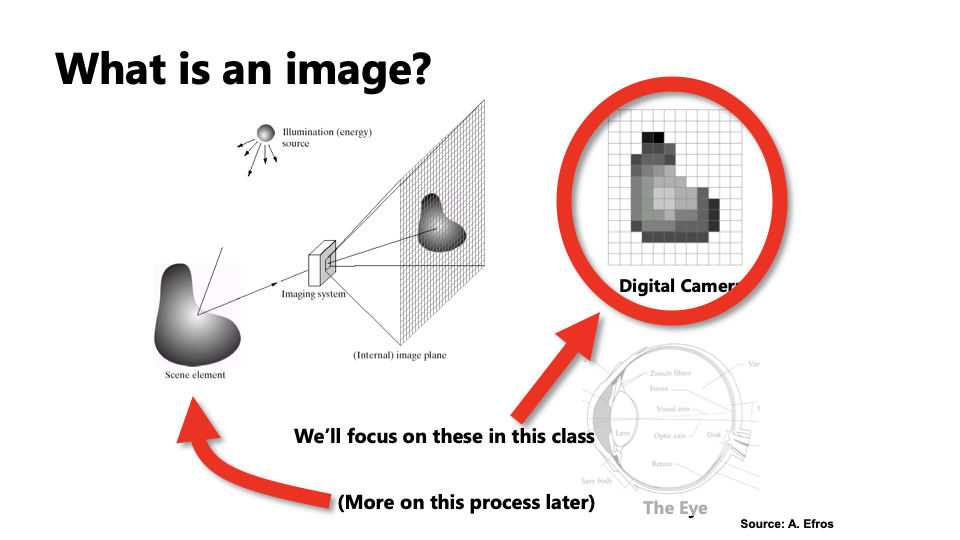 What is an image?
Illumination (energy)
source
Imaging system
(Internal) image plane
Scene element
Digital Camera
Zonule fibers
Fovea
Visual axis
Optic axis
Lens
Disk
Retina
We'll focus on these in this class
(More on this process later)
The Eye
Source: A. Efros